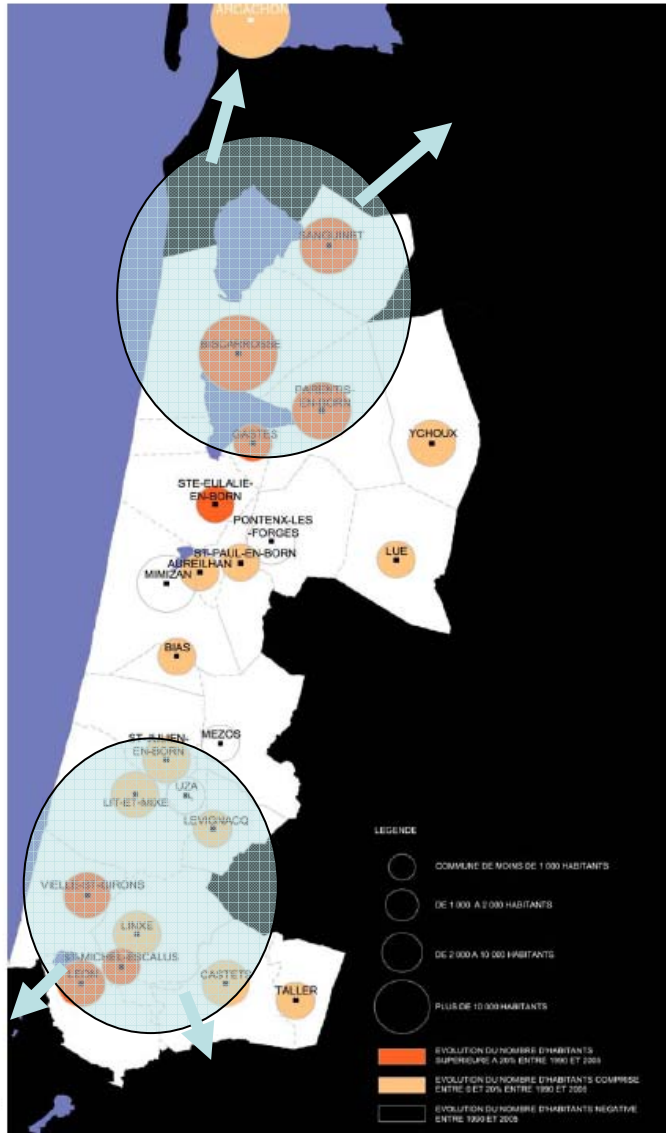 ARCACHON
SANGUINET
BISCARROSSE
PARENTIS-
EN-BORN
GASTES
YCHOUX
STE-EULALIE-
EN-BORN
PONTENX-LES
-FORGES
ST-PAUL-EN-BORN
LUE
AUREILHAN
MIMIZAN
BIAS
MEZOS
ST-JULIEN-
EN-BORN
UZA
LIT-ET-MIXE
LEVIGNACQ
VIELLE-ST-GIRONS
LINXE
ST-MICHEL-ESCALUS
LEON
CASTETS
TALLER
LEGENDE
COMMUNE DE MOINS DE 1 000 HABITANTS
DE 1 000 A 2 000 HABITANTS
DE 2 000 A 10 000 HABITANTS
PLUS DE 10 000 HABITANTS
EVOLUTION DU NOMBRE D'HABITANTS
SUPERIEURE A 20% ENTRE 1990 ET 2005
EVOLUTION DU NOMBRE D'HABITANTS COMPRISE
ENTRE 0 ET 20% ENTRE 1990 ET 2005
EVOLUTION DU NOMBRE D'HABITANTS NEGATIVE
ENTRE 1990 ET 2005